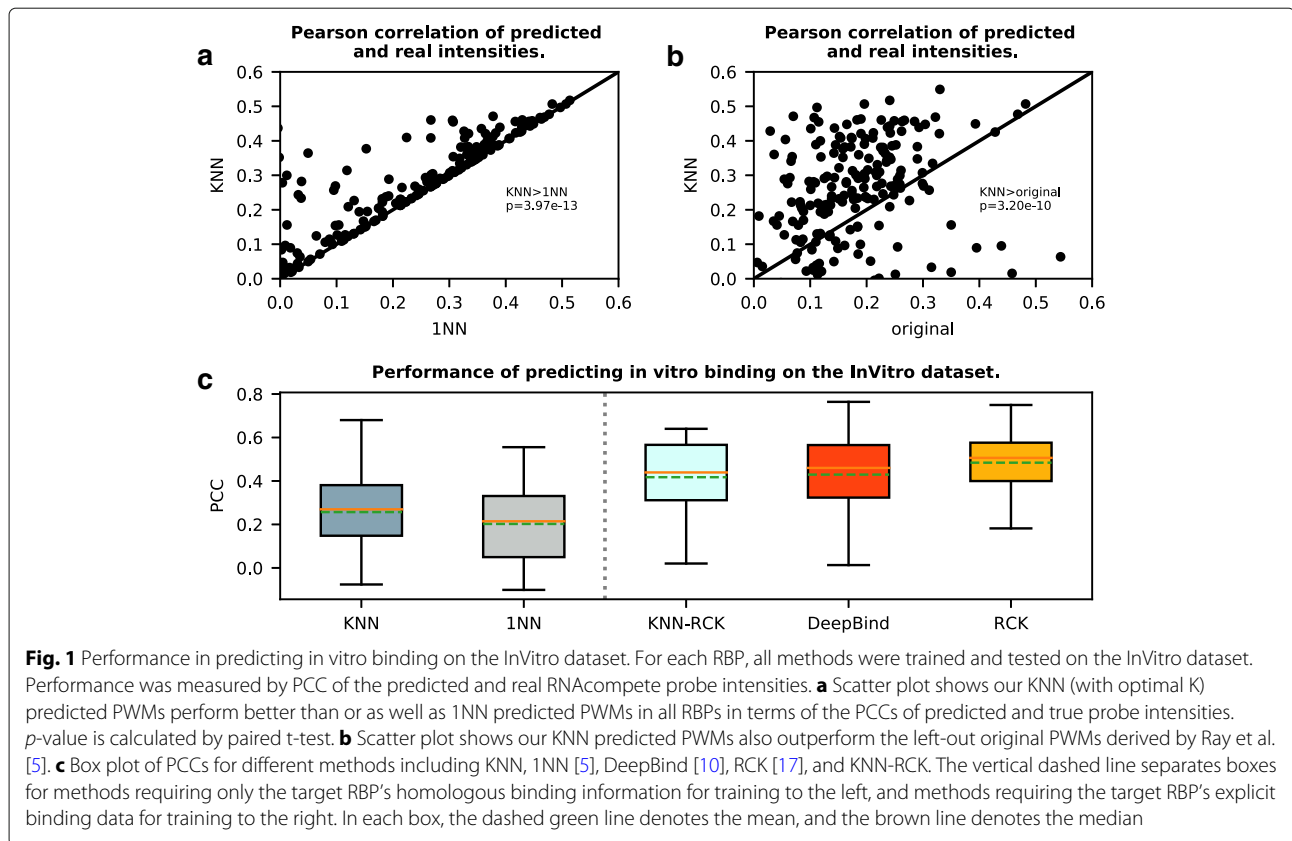 a
Pearson correlation of predicted
and real intensities.
0.6
0.5
0.4
0.3
0.2
0.1
0.0
KNN
KNN>1NN
p=3.97e-13
0.0 0.1 0.2 0.3 0.4 0.5 0.6
1NN
b
Pearson correlation of predicted
and real intensities.
0.6
0.5
0.4
0.3
0.2
0.1
0.0
KNN
KNN>original
p=3.20e-10
0.0 0.1 0.2 0.3 0.4 0.5 0.6
original
c
Performance of predicting in vitro binding on the InVitro dataset.
0.8
0.6
0.4
0.2
0.0
PCC
KNN 1NN KNN-RCK DeepBind RCK
Fig. 1 Performance in predicting in vitro binding on the InVitro dataset. For each RBP, all methods were trained and tested on the InVitro dataset.
Performance was measured by PCC of the predicted and real RNAcompete probe intensities. a Scatter plot shows our KNN (with optimal K)
predicted PWMs perform better than or as well as 1NN predicted PWMs in all RBPs in terms of the PCCs of predicted and true probe intensities.
p-value is calculated by paired t-test. b Scatter plot shows our KNN predicted PWMs also outperform the left-out original PWMs derived by Ray et al.
[5]. c Box plot of PCCs for different methods including KNN, 1NN [5], DeepBind [10], RCK [17], and KNN-RCK. The vertical dashed line separates boxes
for methods requiring only the target RBP's homologous binding information for training to the left, and methods requiring the target RBP's explicit
binding data for training to the right. In each box, the dashed green line denotes the mean, and the brown line denotes the median